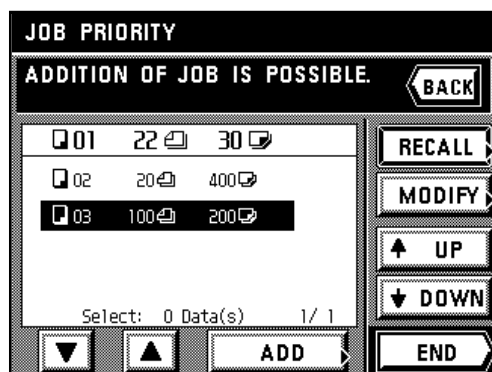 JOB PRIORITY
ADDITION OF JOB IS POSSIBLE.
BACK
01 22 30
02 20 400
03 100 200
Select: 0 Data(s) 1/ 1
ADD
RECALL
MODIFY
UP
DOWN
END